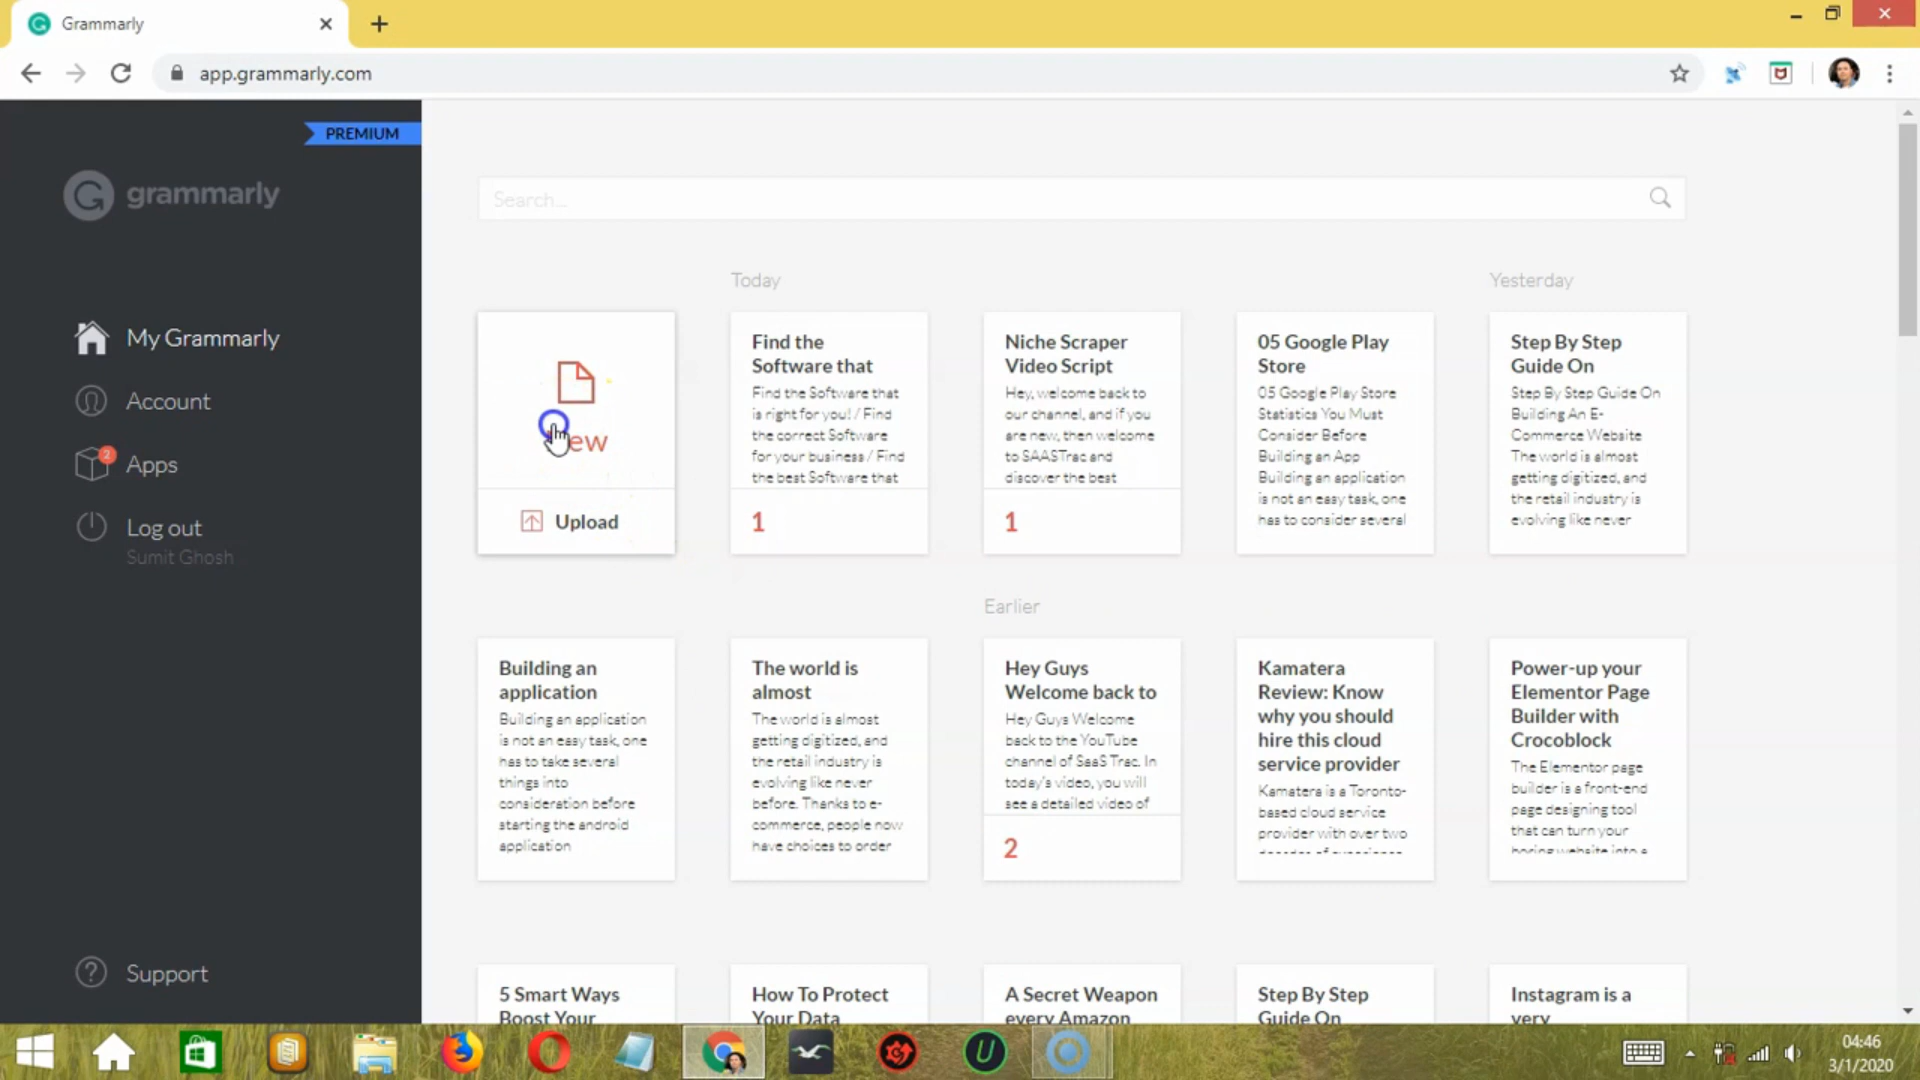 Grammarly
app.grammarly.com
PREMIUM
grammarly
My Grammarly
Account
2
Apps
Log out
Sumit Ghosh
Support
Search...
Today
Yesterday
New
Upload
Find the
Software that
Find the Software that
is right for you! / Find
the correct Software
for your business / Find
the best Software that
1
Niche Scraper
Video Script
Hey, welcome back to
our channel, and if you
are new, then welcome
to SAASTrac and
discover the best
1
05 Google Play
Store
05 Google Play Store
Statistics You Must
Consider Before
Building an App
Building an application
is not an easy task, one
has to consider several
Step By Step
Guide On
Step By Step Guide On
Building An E-
Commerce Website
The world is almost
getting digitized, and
the retail industry is
evolving like never
Earlier
Building an
application
Building an application
is not an easy task, one
has to take several
things into
consideration before
starting the android
application
The world is
almost
The world is almost
getting digitized, and
the retail industry is
evolving like never
before. Thanks to e-
commerce, people now
have choices to order
Hey Guys
Welcome back to
Hey Guys Welcome
back to the YouTube
channel of SaaS Trac. In
today's video, you will
see a detailed video of
2
Kamatera
Review: Know
why you should
hire this cloud
service provider
Kamatera is a Toronto-
based cloud service
provider with over two
decades of experience
Power-up your
Elementor Page
Builder with
Crocoblock
The Elementor page
builder is a front-end
page designing tool
that can turn your
boring website into a
5 Smart Ways
Boost Your
How To Protect
Your Data
A Secret Weapon
every Amazon
Step By Step
Guide On
Instagram is a
very
04:46
3/1/2020